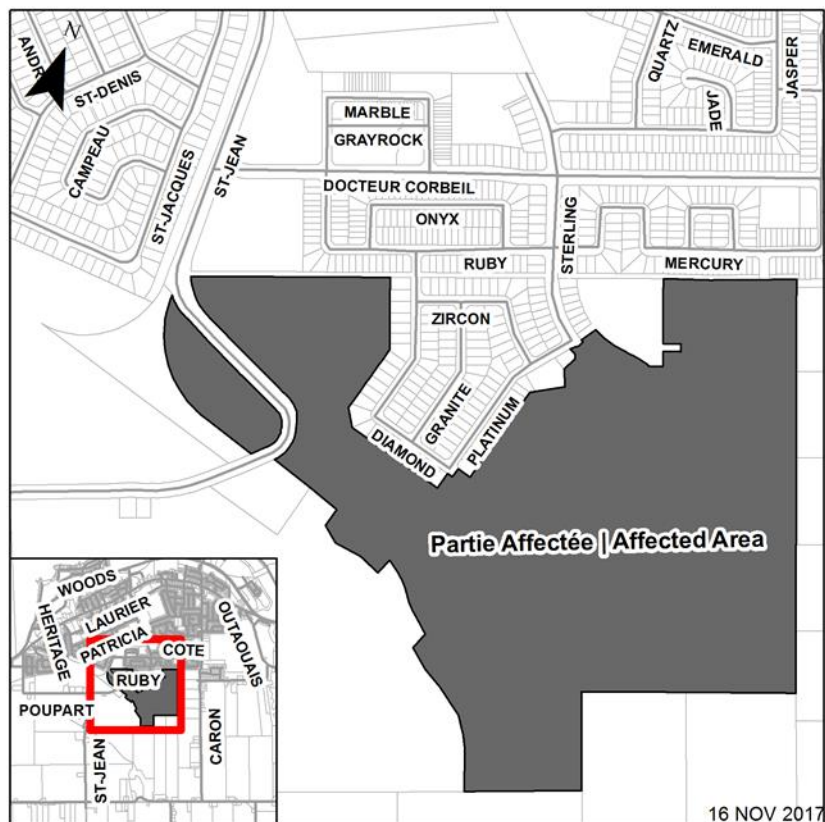 N
ANDR
ST-DENIS
CAMPEAU
ST-JACQUES
ST-JEAN
MARBLE
GRAYROCK
DOCTEUR CORBEIL
ONYX
RUBY
STERLING
MERCURY
QUARTZ
EMERALD
JADE
JASPER
ZIRCON
GRANITE
DIAMOND
PLATINUM
Partie Affectée | Affected Area
WOODS
HERITAGE
LAURIER
PATRICIA
OUTAOUAIS
COTE
RUBY
POUPART
CARON
ST-JEAN
16 NOV 2017